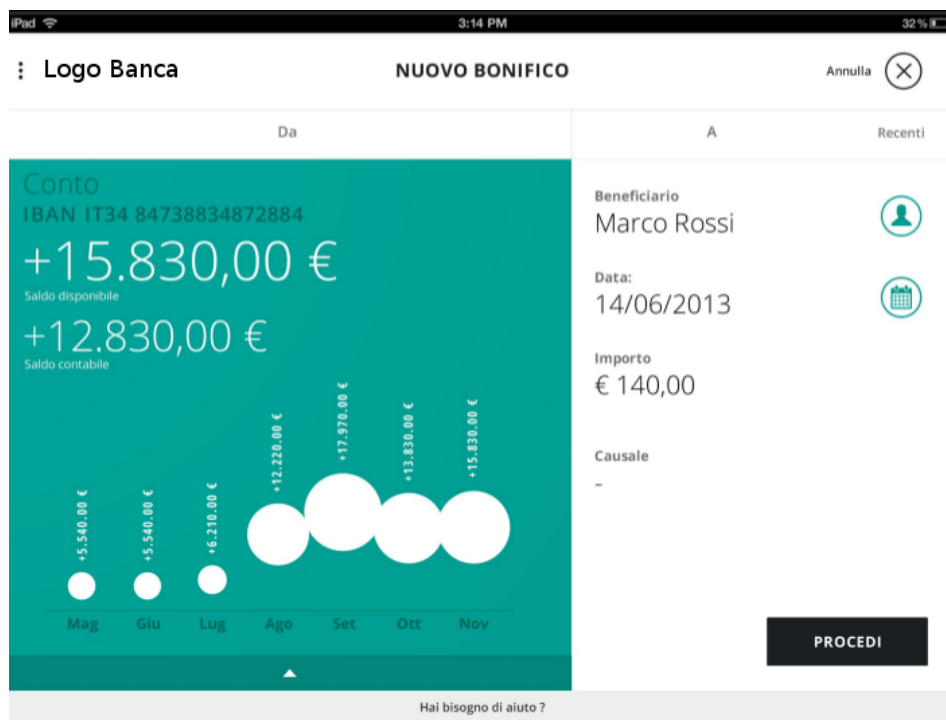 iPad
3:14 PM
32 %
Logo Banca
NUOVO BONIFICO
Annulla
Da
A
Recenti
Conto
IBAN IT34 84738834872884
+15.830,00 €
Saldo disponibile
+12.830,00 €
Saldo contabile
+5.540.00 €
+5.540.00 €
+6.210.00 €
+12.220.00 €
+17.970.00 €
+13.830.00 €
+15.830.00 €
Mag Giu Lug Ago Set Ott Nov
Beneficiario
Marco Rossi
Data:
14/06/2013
Importo
€ 140,00
Causale
–
PROCEDI
Hai bisogno di aiuto ?